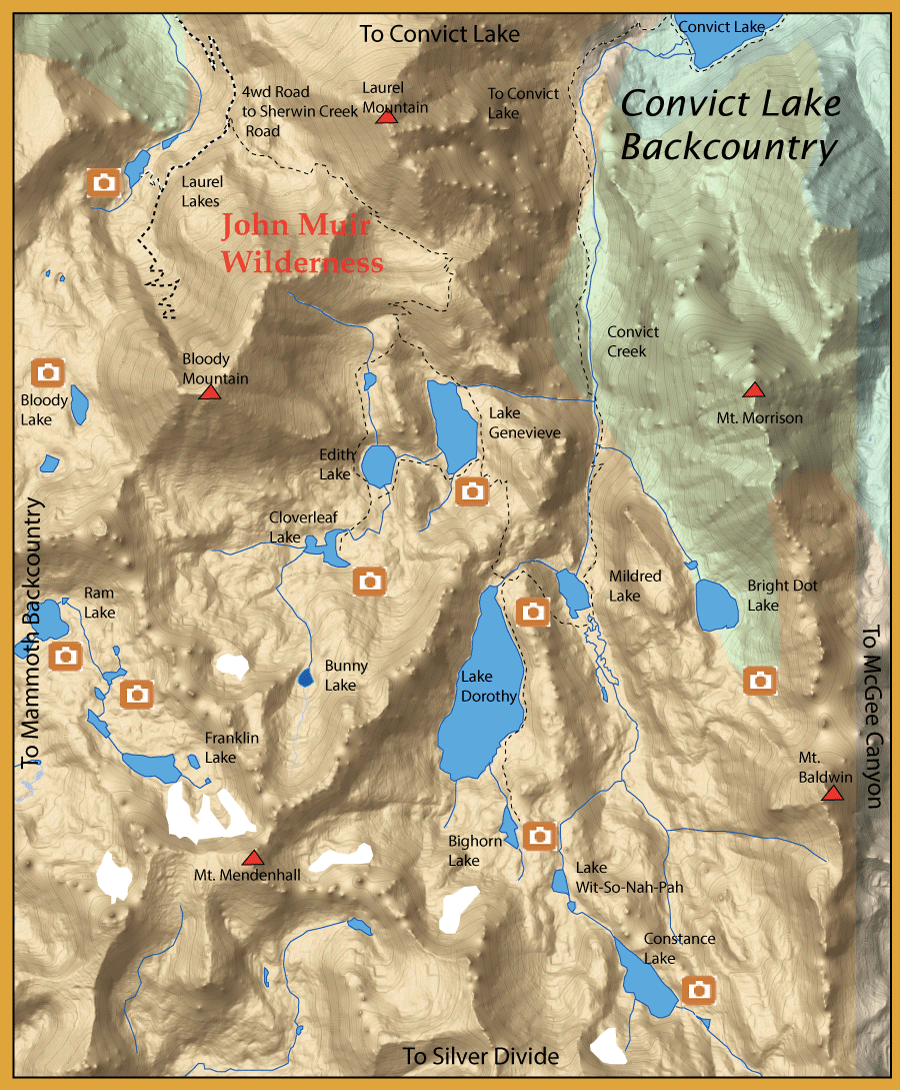 To Convict Lake
Convict Lake
4wd Road
to Sherwin Creek
Road
Laurel
Mountain
To Convict
Lake
Convict Lake
Backcountry
Laurel
Lakes
John Muir
Wilderness
Convict
Creek
Bloody
Mountain
Bloody
Lake
Mt. Morrison
Lake
Genevieve
Edith
Lake
Cloverleaf
Lake
To Mammoth Backcountry
Ram
Lake
Mildred
Lake
Bright Dot
Lake
Bunny
Lake
Lake
Dorothy
To McGee Canyon
Franklin
Lake
Mt.
Baldwin
Bighorn
Lake
Mt. Mendenhall
Lake
Wit-So-Nah-Pah
Constance
Lake
To Silver Divide